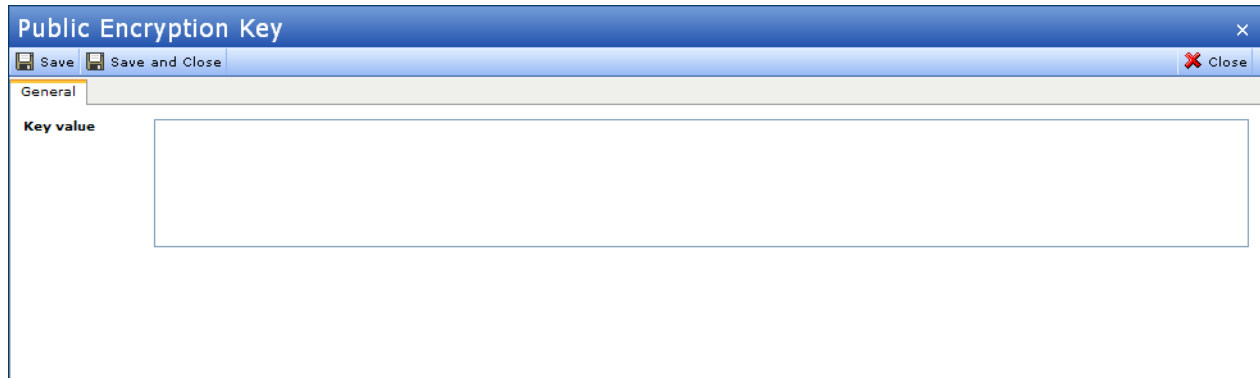 Public Encryption Key
Save Save and Close Close
General
Key value